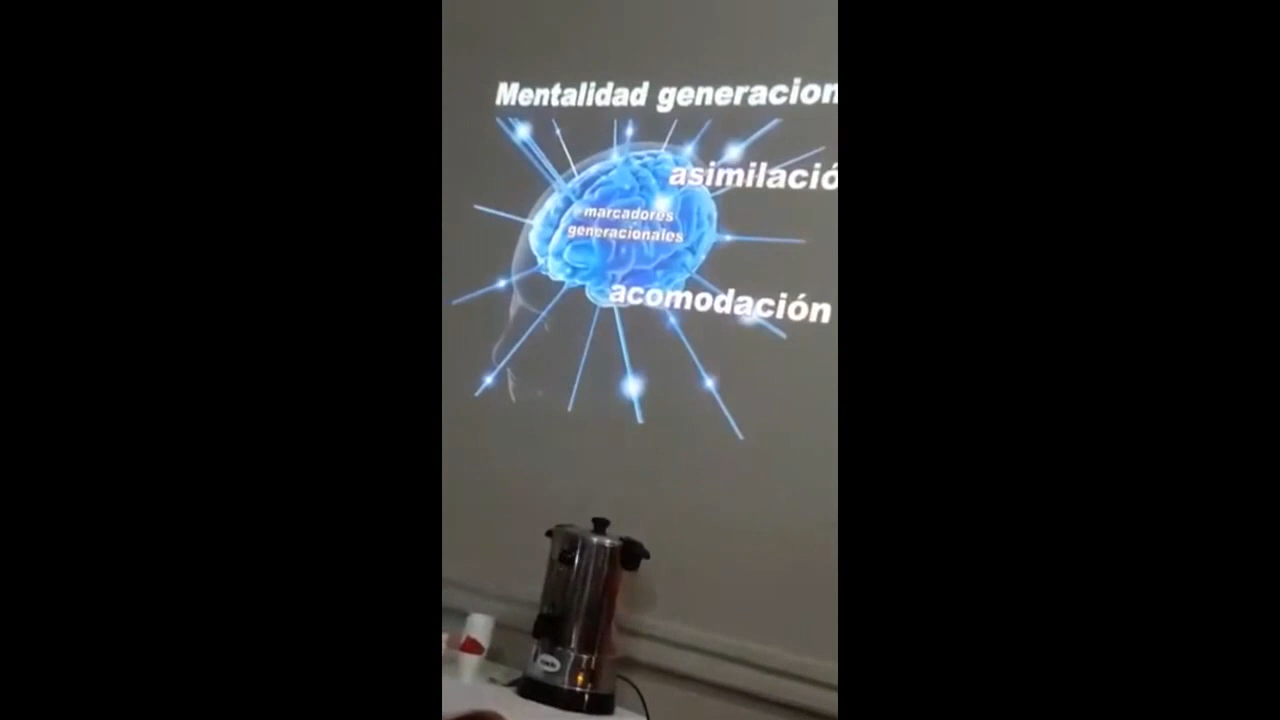 Mentalidad generacion
asimilació
marcadores
generacionales
acomodación